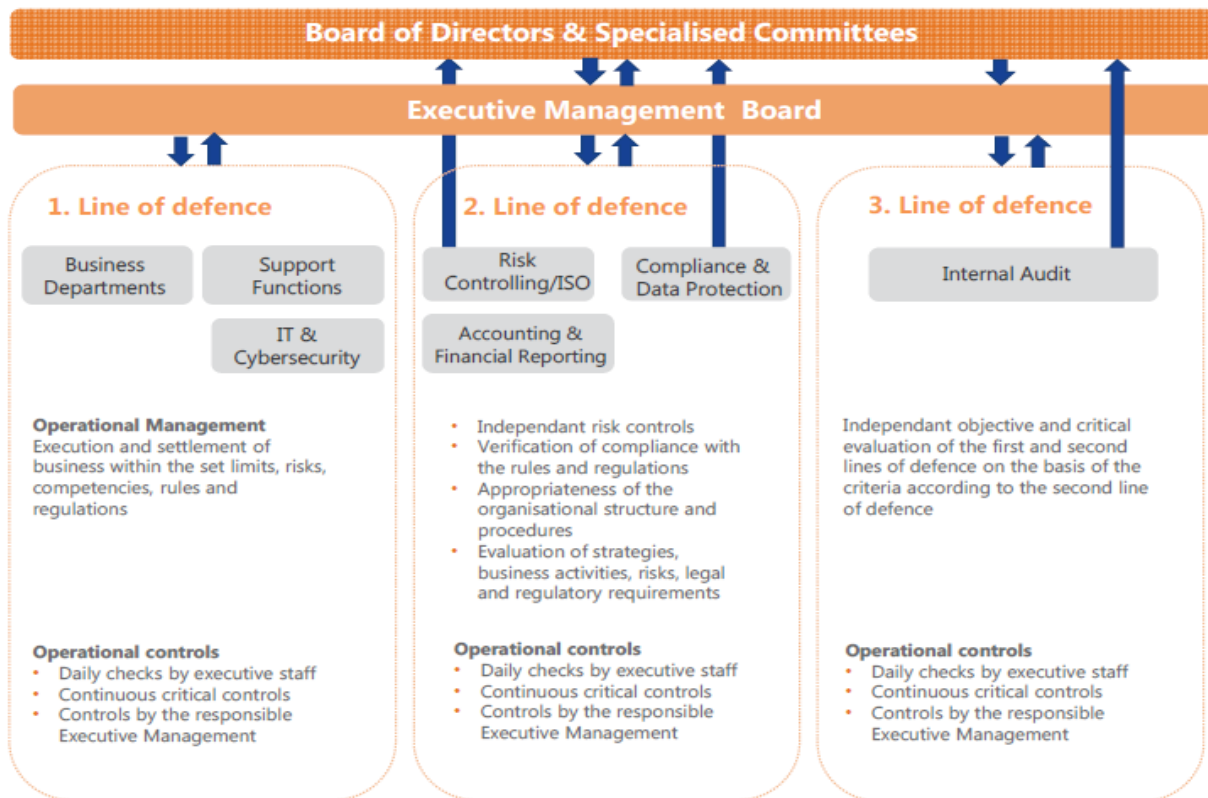 Board of Directors & Specialised Committees
Executive Management Board
1. Line of defence
Business
Departments
Support
Functions
IT &
Cybersecurity
Operational Management
Execution and settlement of
business within the set limits, risks,
competencies, rules and
regulations
Operational controls
• Daily checks by executive staff
• Continuous critical controls
• Controls by the responsible
Executive Management
2. Line of defence
Risk
Controlling/ISO
Compliance &
Data Protection
Accounting &
Financial Reporting
• Independant risk controls
• Verification of compliance with
the rules and regulations
• Appropriateness of the
organisational structure and
procedures
• Evaluation of strategies,
business activities, risks, legal
and regulatory requirements
Operational controls
• Daily checks by executive staff
• Continuous critical controls
• Controls by the responsible
Executive Management
3. Line of defence
Internal Audit
Independant objective and critical
evaluation of the first and second
lines of defence on the basis of the
criteria according to the second line
of defence
Operational controls
• Daily checks by executive staff
• Continuous critical controls
• Controls by the responsible
Executive Management